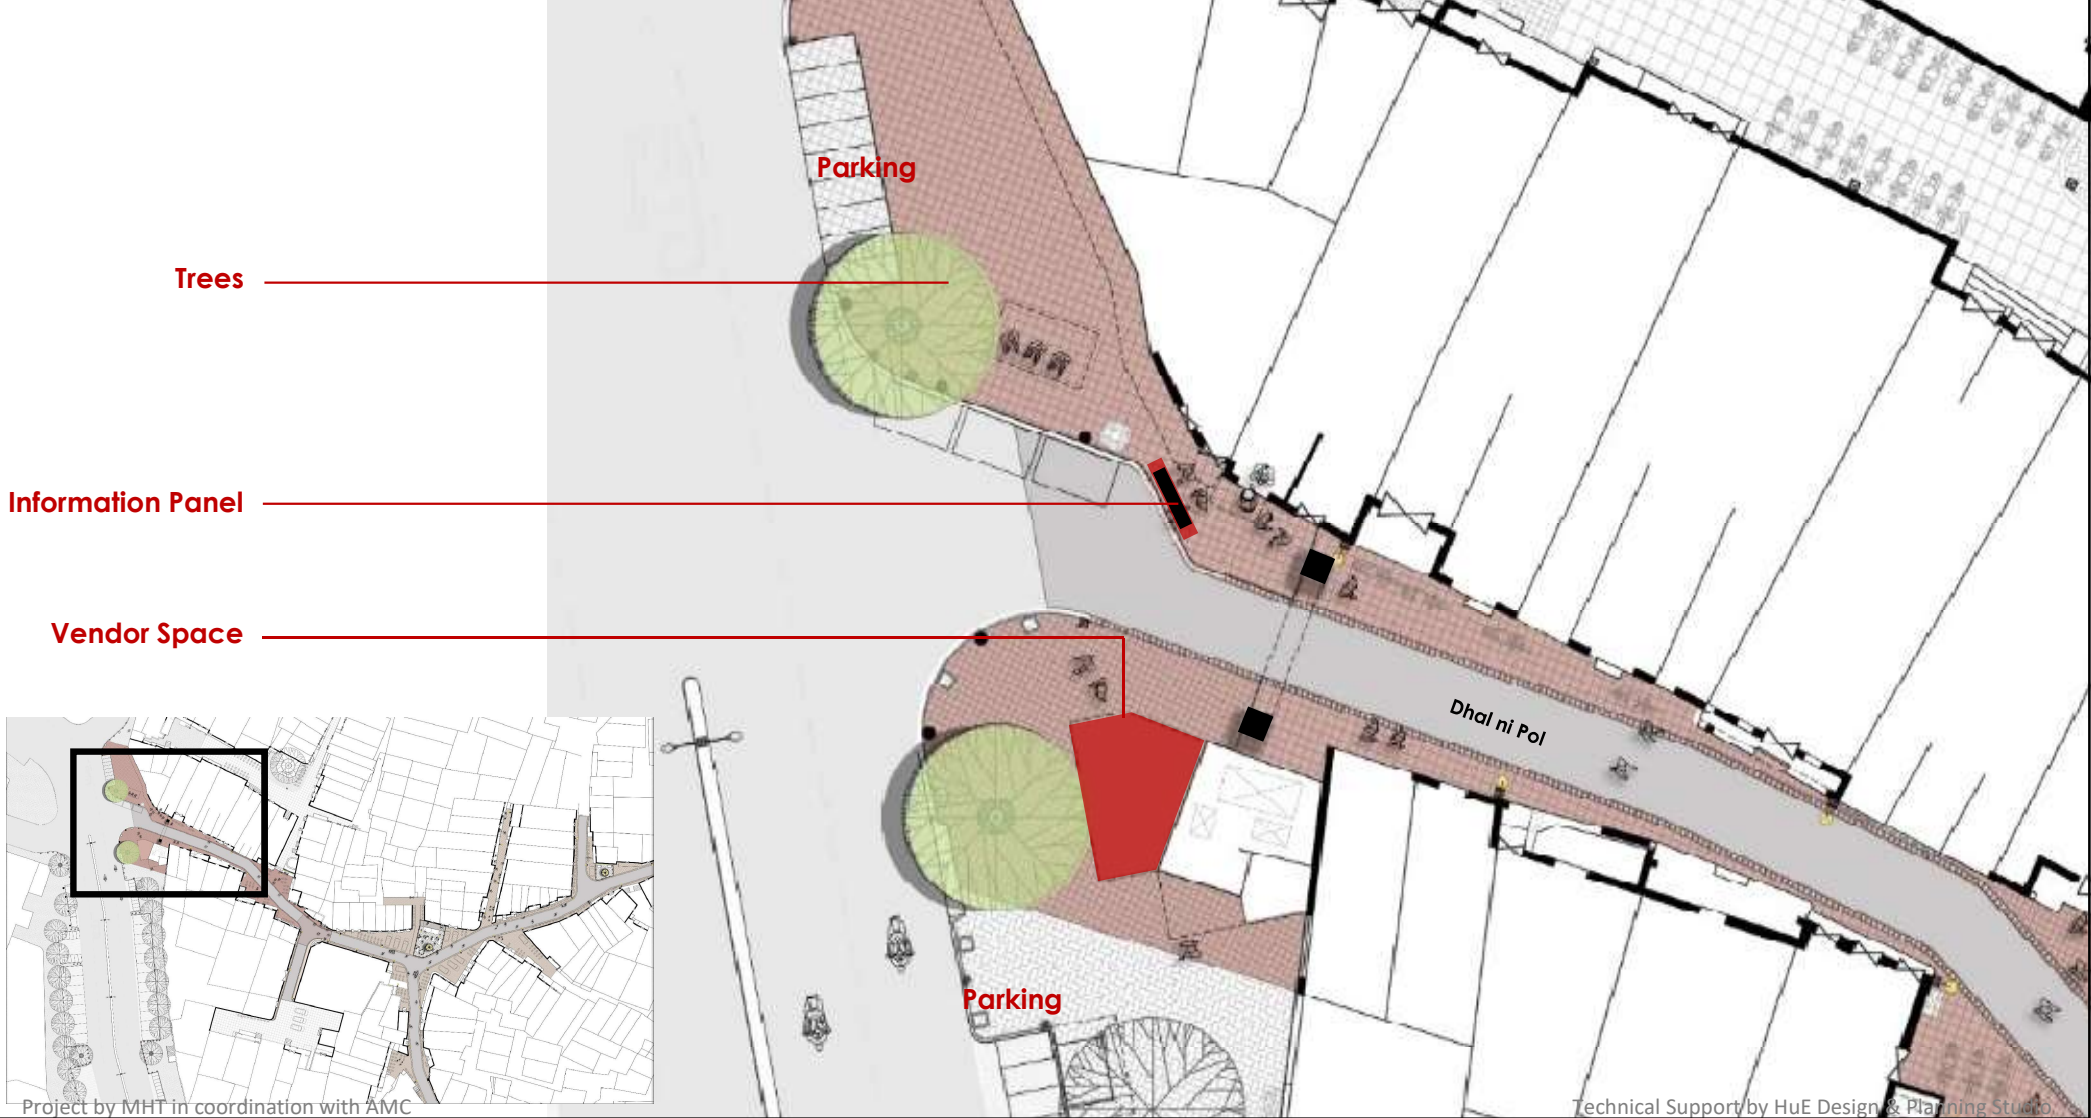 Parking
Trees
Information Panel
Vendor Space
Dhal ni Pol
Parking
Project by MHT in coordination with AMC
Technical Support by HuE Design & Planning Studio